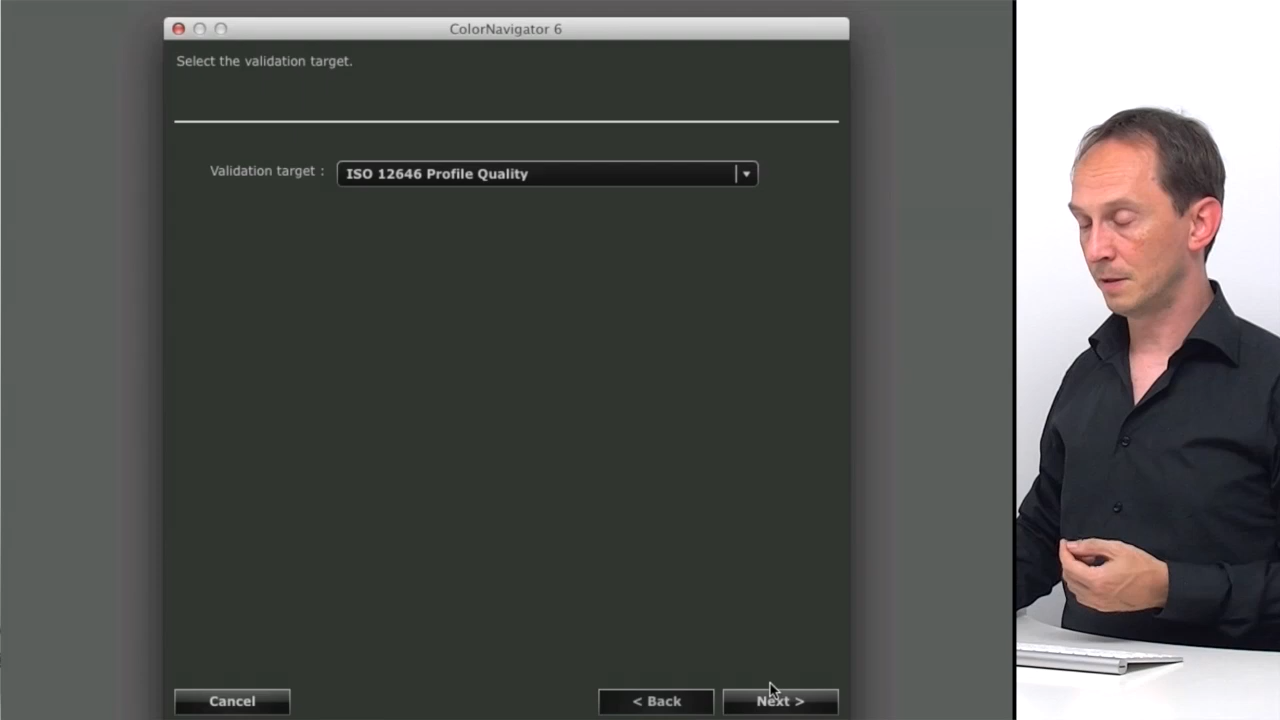 ColorNavigator 6
Select the validation target.
Validation target :
ISO 12646 Profile Quality
Cancel
< Back
Next >